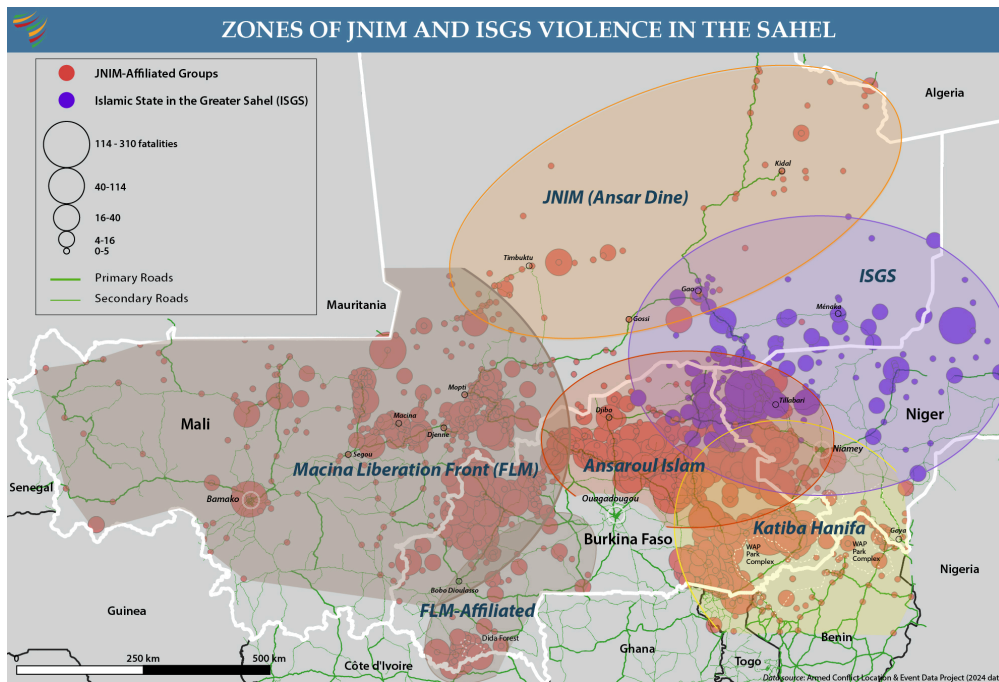 ZONES OF JNIM AND ISGS VIOLENCE IN THE SAHEL
JNIM-Affiliated Groups
Islamic State in the Greater Sahel (ISGS)
114 - 310 fatalities
40-114
16-40
4-16
0-5
Primary Roads
Secondary Roads
Algeria
Kidal
JNIM (Ansar Dine)
Timbuktu
ISGS
Gao
Mauritania
Ménaka
Gossi
Mopti
Tillabari
Djibo
Macina
Niger
Mali
Djenne
Niamey
Segou
Macina Liberation Front (FLM)
Ansaroul Islam
Senegal
Bamako
Ouagadougou
Katiba Hanifa
Gaya
Burkina Faso
WAP
Park
Complex
WAP
Park
Complex
Nigeria
Bobo Dioulasso
Guinea
FLM-Affiliated
Dida Forest
Benin
Ghana
Togo
Côte d'Ivoire
0
250 km
500 km
Data source: Armed Conflict Location & Event Data Project (2024 dat